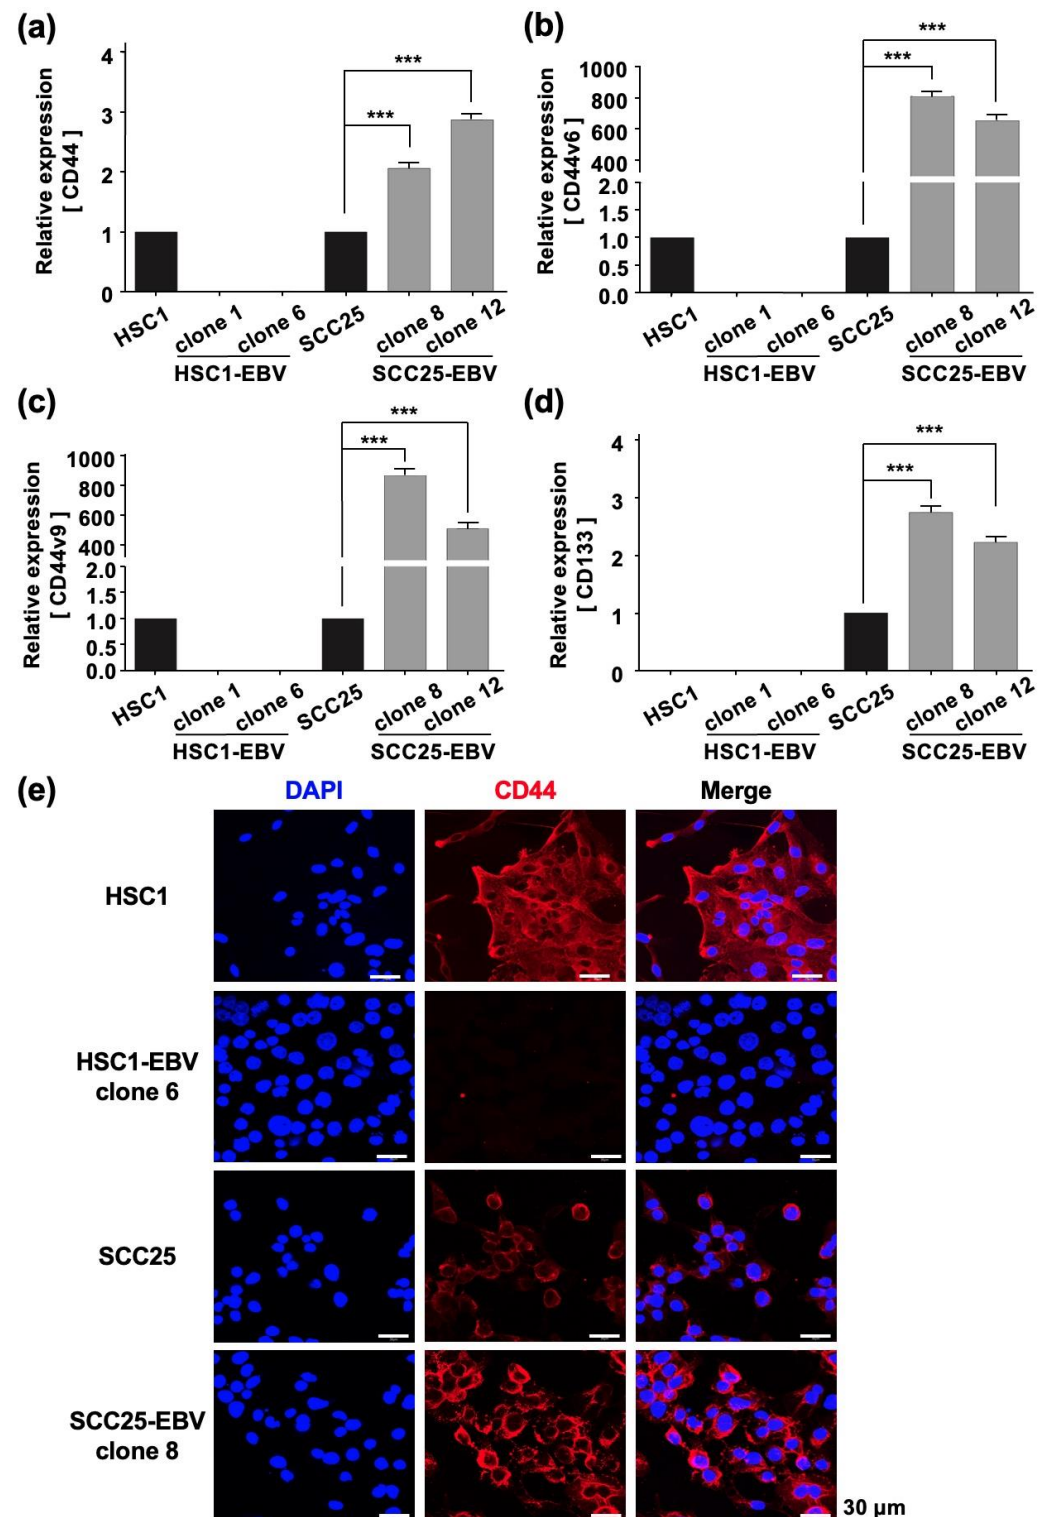 (a)
Relative expression
[ CD44 ]
4
3
2
1
0
***
***
HSC1
clone 1
clone 6
SCC25
clone 8
clone 12
HSC1-EBV
SCC25-EBV
(b)
Relative expression
[ CD44v6 ]
1000
800
600
400
2.0
1.5
1.0
0.5
0.0
***
***
HSC1
clone 1
clone 6
SCC25
clone 8
clone 12
HSC1-EBV
SCC25-EBV
(c)
Relative expression
[ CD44v9 ]
1000
800
600
400
2.0
1.5
1.0
0.5
0.0
***
***
HSC1
clone 1
clone 6
SCC25
clone 8
clone 12
HSC1-EBV
SCC25-EBV
(d)
Relative expression
[ CD133 ]
4
3
2
1
0
***
***
HSC1
clone 1
clone 6
SCC25
clone 8
clone 12
HSC1-EBV
SCC25-EBV
(e)
DAPI
CD44
Merge
HSC1
HSC1-EBV
clone 6
SCC25
SCC25-EBV
clone 8
30 μm